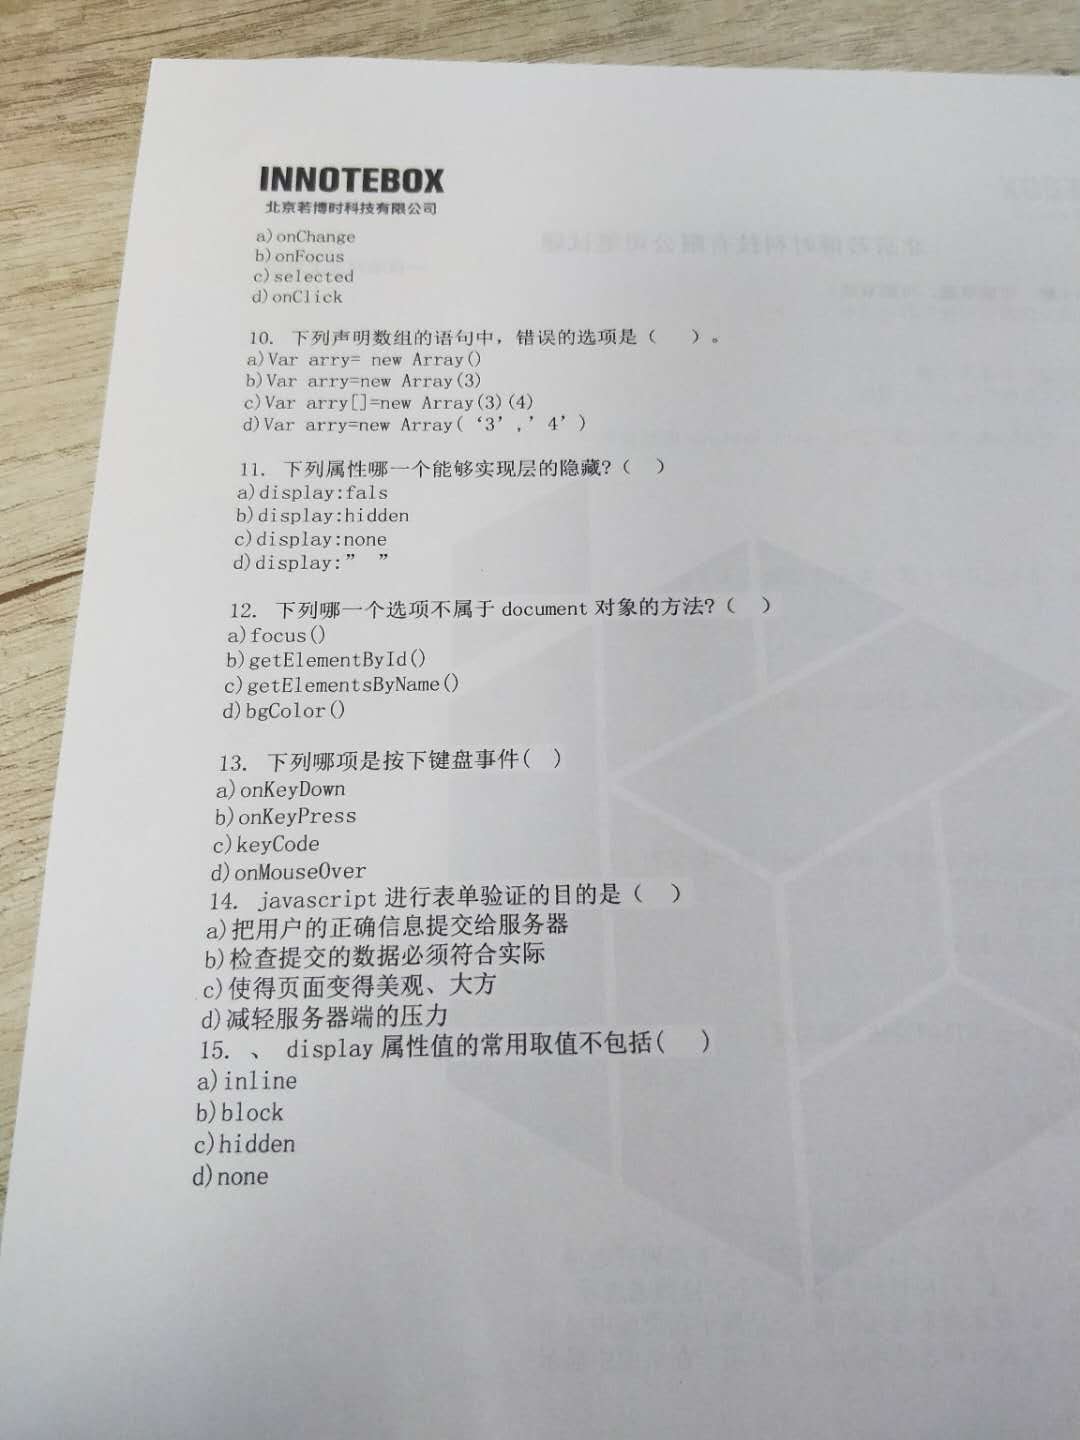 INNOTEBOX
北京若博时科技有限公司
a)onChange
b)onFocus
c)selected
d)onClick
10. 下列声明数组的语句中，错误的选项是（ ）。
a)Var arry= new Array()
b)Var arry=new Array(3)
c)Var arry[]=new Array(3)(4)
d)Var arry=new Array(‘3’,’4’)
11. 下列属性哪一个能够实现层的隐藏?（ ）
a)display:fals
b)display:hidden
c)display:none
d)display:” ”
12. 下列哪一个选项不属于 document 对象的方法?（ ）
a)focus()
b)getElementById()
c)getElementsByName()
d)bgColor()
13. 下列哪项是按下键盘事件( )
a)onKeyDown
b)onKeyPress
c)keyCode
d)onMouseOver
14. javascript 进行表单验证的目的是（ ）
a)把用户的正确信息提交给服务器
b)检查提交的数据必须符合实际
c)使得页面变得美观、大方
d)减轻服务器端的压力
15. 、 display 属性值的常用取值不包括( )
a)inline
b)block
c)hidden
d)none